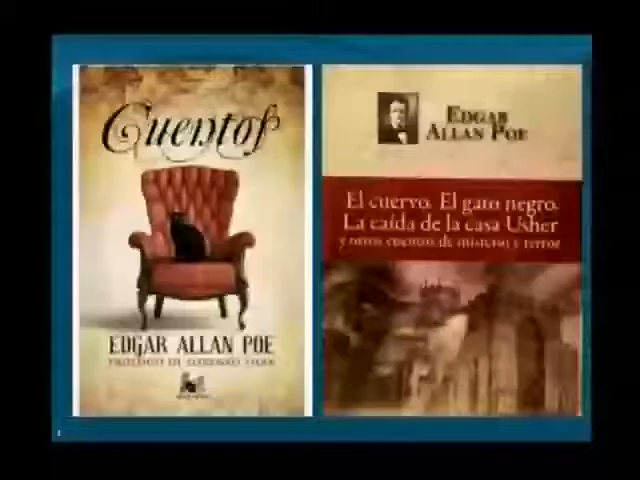 Cuentos
EDGAR ALLAN POE
EDGAR
ALLAN POE
El cuervo. El gato negro.
La caída de la casa Usher
y otros cuentos de misterio y terror